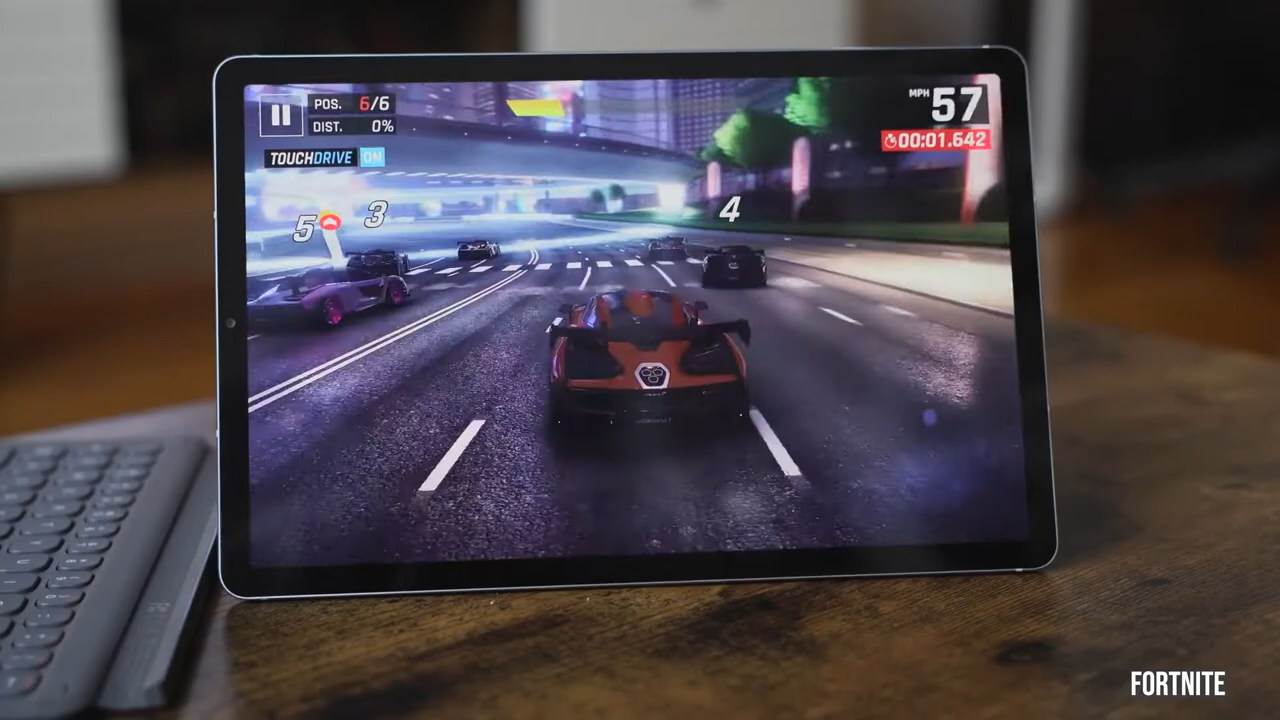 POS. 6/6
DIST. 0%
TOUCHDRIVE ON
MPH 57
00:01.642
5
3
4
FORTNITE